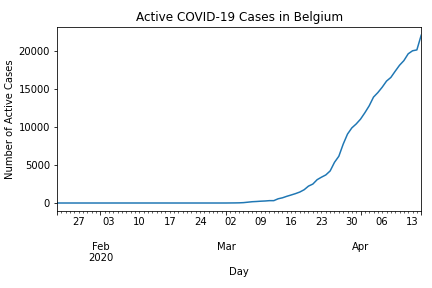 Active COVID-19 Cases in Belgium
Number of Active Cases
20000
15000
10000
5000
0
27 03 10 17 24 02 09 16 23 30 06 13
Feb Mar Apr
2020
Day